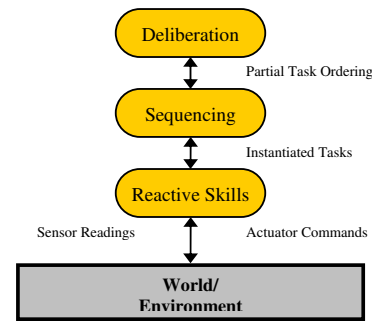 Deliberation
Partial Task Ordering
Sequencing
Instantiated Tasks
Reactive Skills
Sensor Readings
Actuator Commands
World/
Environment